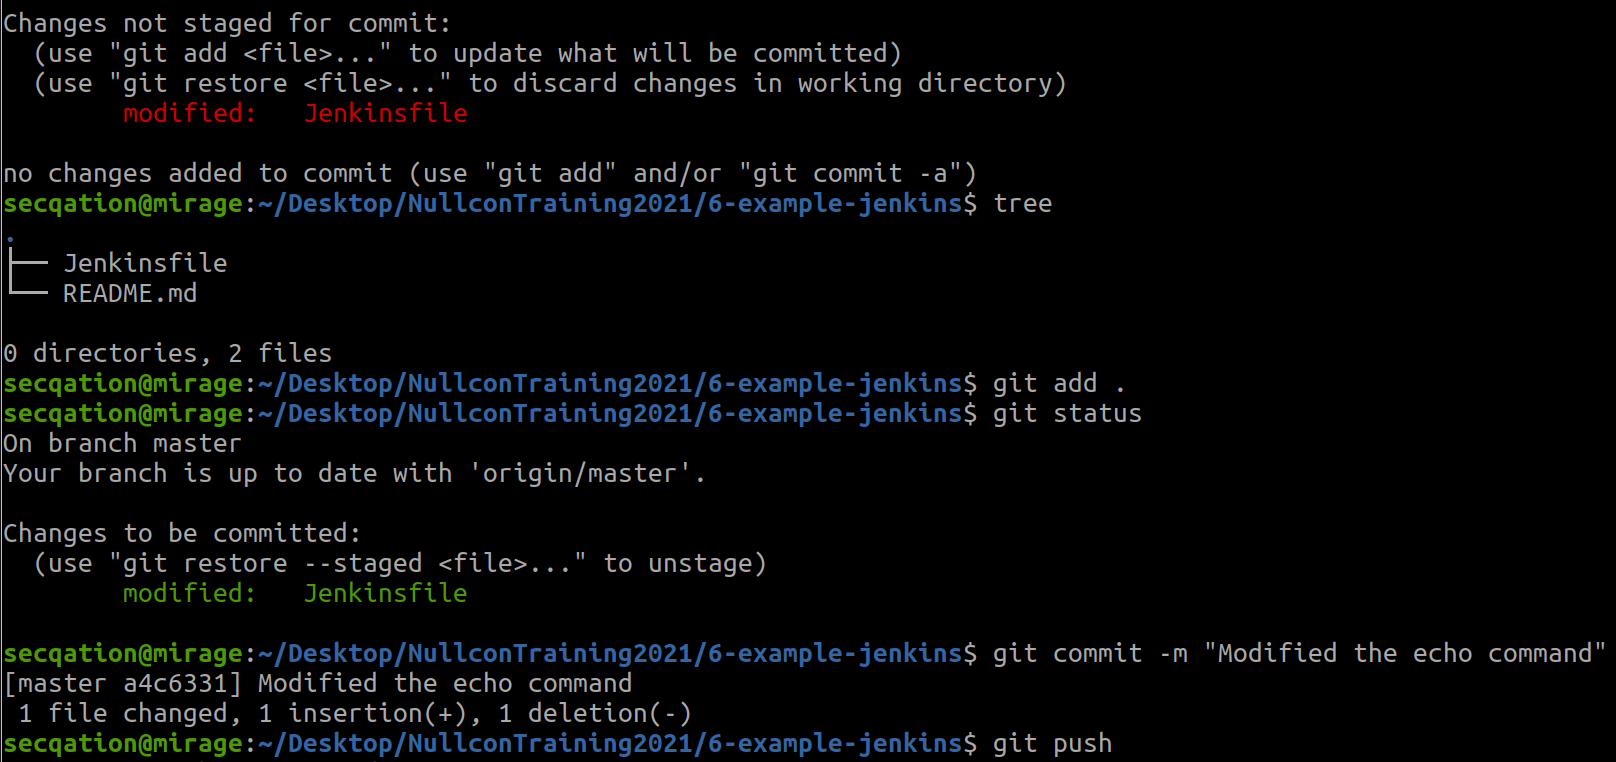 Changes not staged for commit:
  (use "git add <file>..." to update what will be committed)
  (use "git restore <file>..." to discard changes in working directory)
        modified:   Jenkinsfile

no changes added to commit (use "git add" and/or "git commit -a")
secqation@mirage:~/Desktop/NullconTraining2021/6-example-jenkins$ tree
.
├── Jenkinsfile
└── README.md

0 directories, 2 files
secqation@mirage:~/Desktop/NullconTraining2021/6-example-jenkins$ git add .
secqation@mirage:~/Desktop/NullconTraining2021/6-example-jenkins$ git status
On branch master
Your branch is up to date with 'origin/master'.

Changes to be committed:
  (use "git restore --staged <file>..." to unstage)
        modified:   Jenkinsfile

secqation@mirage:~/Desktop/NullconTraining2021/6-example-jenkins$ git commit -m "Modified the echo command"
[master a4c6331] Modified the echo command
 1 file changed, 1 insertion(+), 1 deletion(-)
secqation@mirage:~/Desktop/NullconTraining2021/6-example-jenkins$ git push